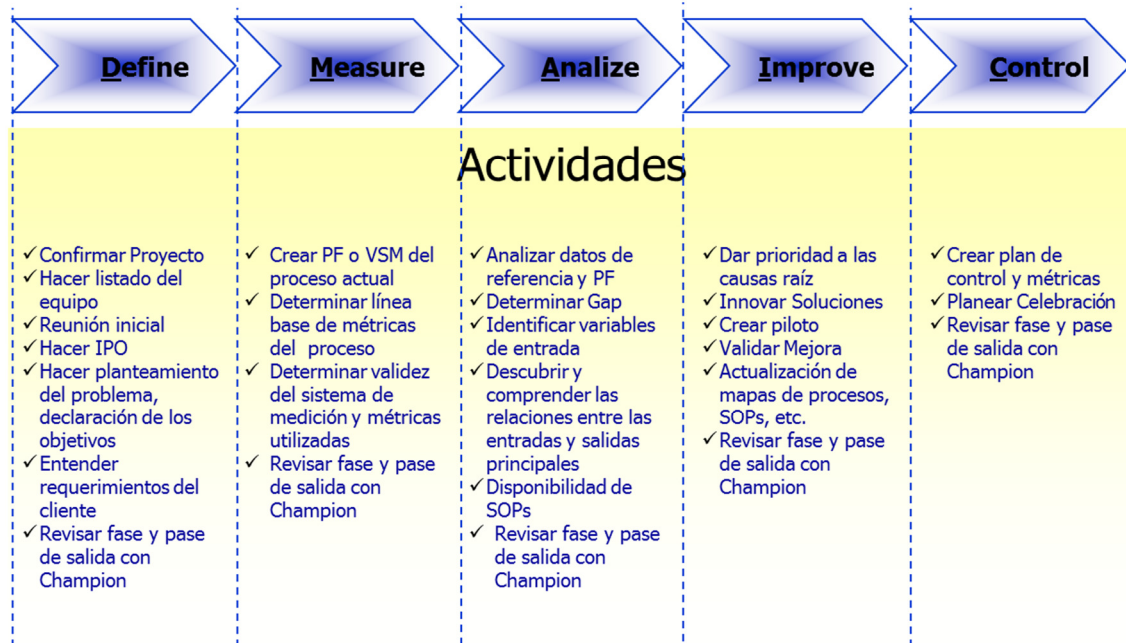 Define
Measure
Analize
Improve
Control
Actividades
✓Confirmar Proyecto
✓Hacer listado del
equipo
✓Reunión inicial
✓Hacer IPO
✓Hacer planteamiento
del problema,
declaración de los
objetivos
✓Entender
requerimientos del
cliente
✓Revisar fase y pase
de salida con
Champion
✓ Crear PF o VSM del
proceso actual
✓ Determinar línea
base de métricas
del proceso
✓ Determinar validez
del sistema de
medición y métricas
utilizadas
✓ Revisar fase y pase
de salida con
Champion
✓Analizar datos de
referencia y PF
✓Determinar Gap
✓Identificar variables
de entrada
✓Descubrir y
comprender las
relaciones entre las
entradas y salidas
principales
✓Disponibilidad de
SOPs
✓ Revisar fase y pase
de salida con
Champion
✓Dar prioridad a las
causas raíz
✓Innovar Soluciones
✓Crear piloto
✓Validar Mejora
✓Actualización de
mapas de procesos,
SOPs, etc.
✓Revisar fase y pase
de salida con
Champion
✓Crear plan de
control y métricas
✓Planear Celebración
✓Revisar fase y pase
de salida con
Champion